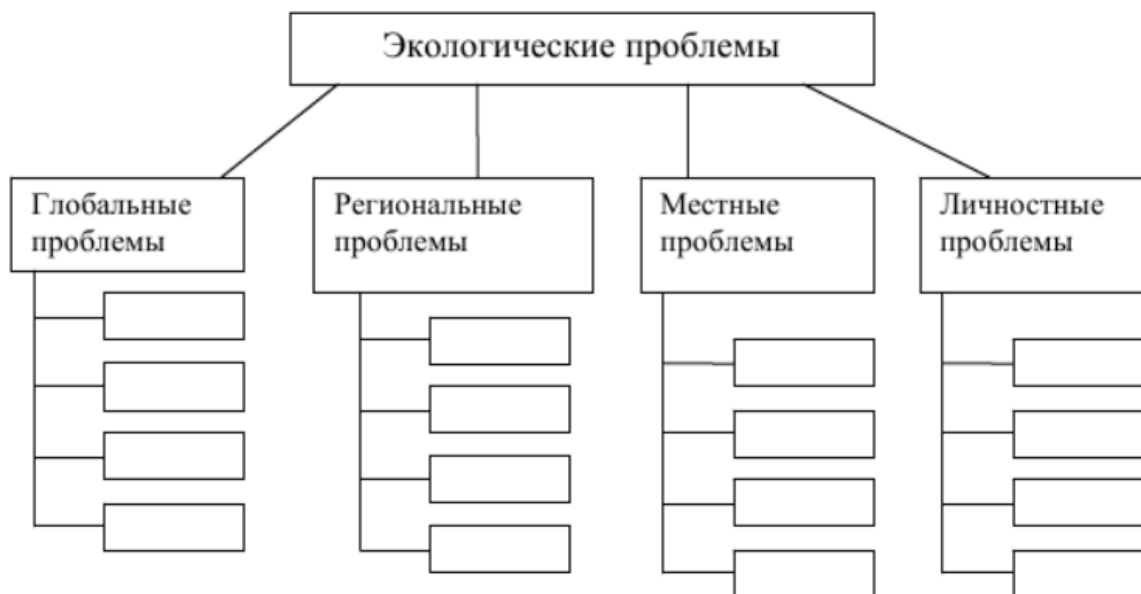 Экологические проблемы
Глобальные
проблемы
Региональные
проблемы
Местные
проблемы
Личностные
проблемы